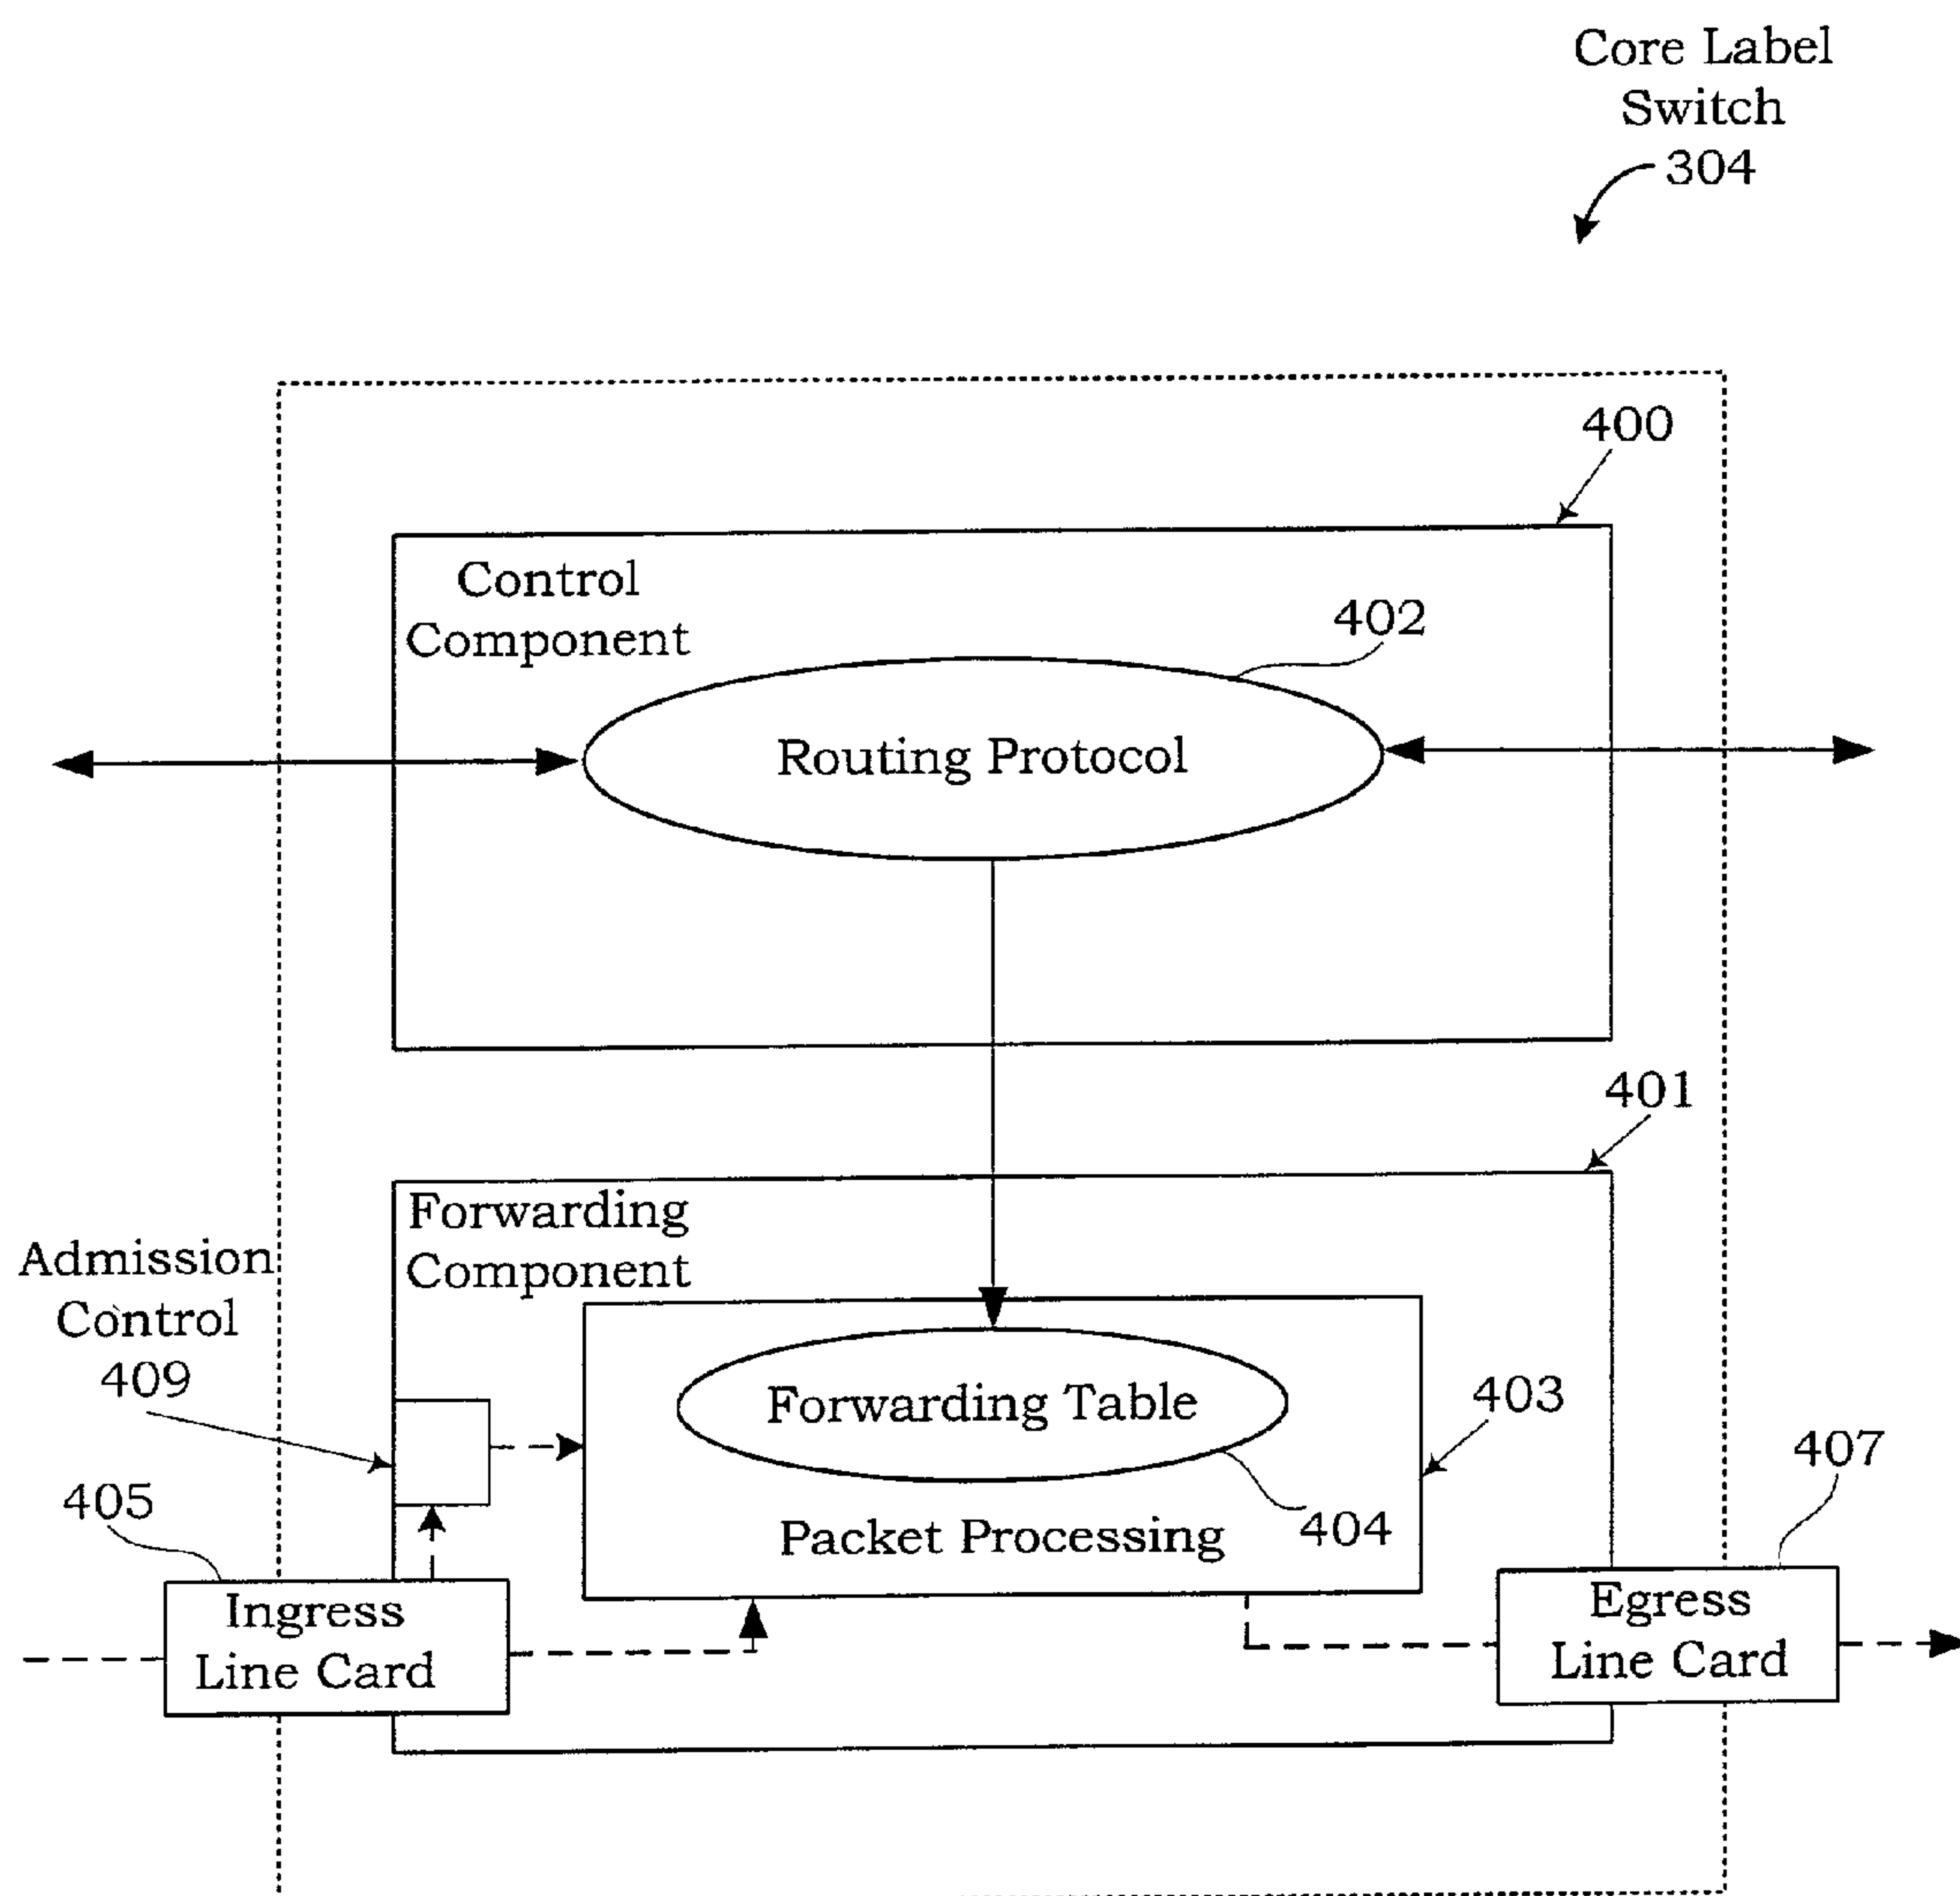 Core Label
Switch
304
400
Control
Component
402
Routing Protocol
401
Forwarding
Component
Admission
Control
409
Forwarding Table
403
407
405
404
Packet Processing
Ingress
Line Card
Egress
Line Card